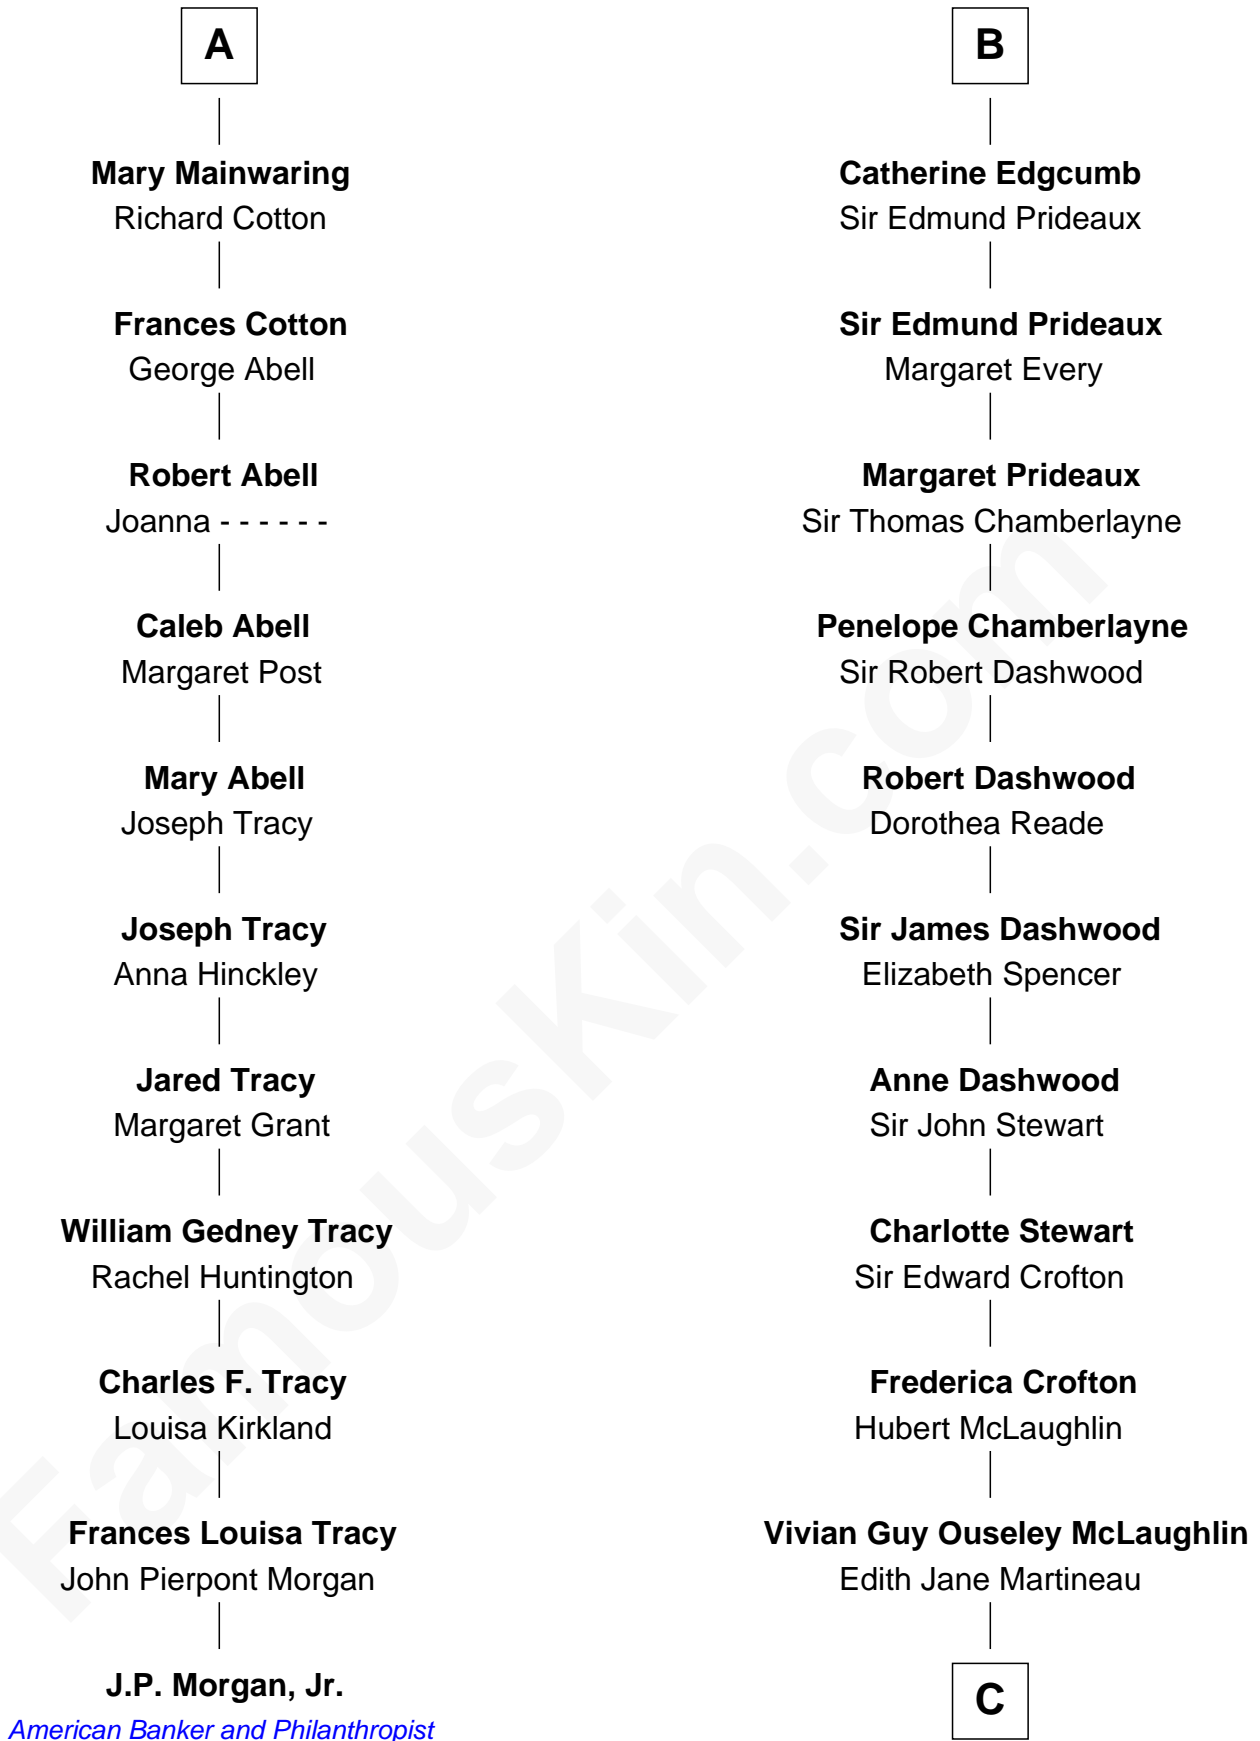 A
Mary Mainwaring
Richard Cotton
Frances Cotton
George Abell
Robert Abell
Joanna - - - - - -
Caleb Abell
Margaret Post
Mary Abell
Joseph Tracy
Joseph Tracy
Anna Hinckley
Jared Tracy
Margaret Grant
William Gedney Tracy
Rachel Huntington
Charles F. Tracy
Louisa Kirkland
Frances Louisa Tracy
John Pierpont Morgan
J.P. Morgan, Jr.
American Banker and Philanthropist
B
Catherine Edgcumb
Sir Edmund Prideaux
Sir Edmund Prideaux
Margaret Every
Margaret Prideaux
Sir Thomas Chamberlayne
Penelope Chamberlayne
Sir Robert Dashwood
Robert Dashwood
Dorothea Reade
Sir James Dashwood
Elizabeth Spencer
Anne Dashwood
Sir John Stewart
Charlotte Stewart
Sir Edward Crofton
Frederica Crofton
Hubert McLaughlin
Vivian Guy Ouseley McLaughlin
Edith Jane Martineau
C
FamousKin.com